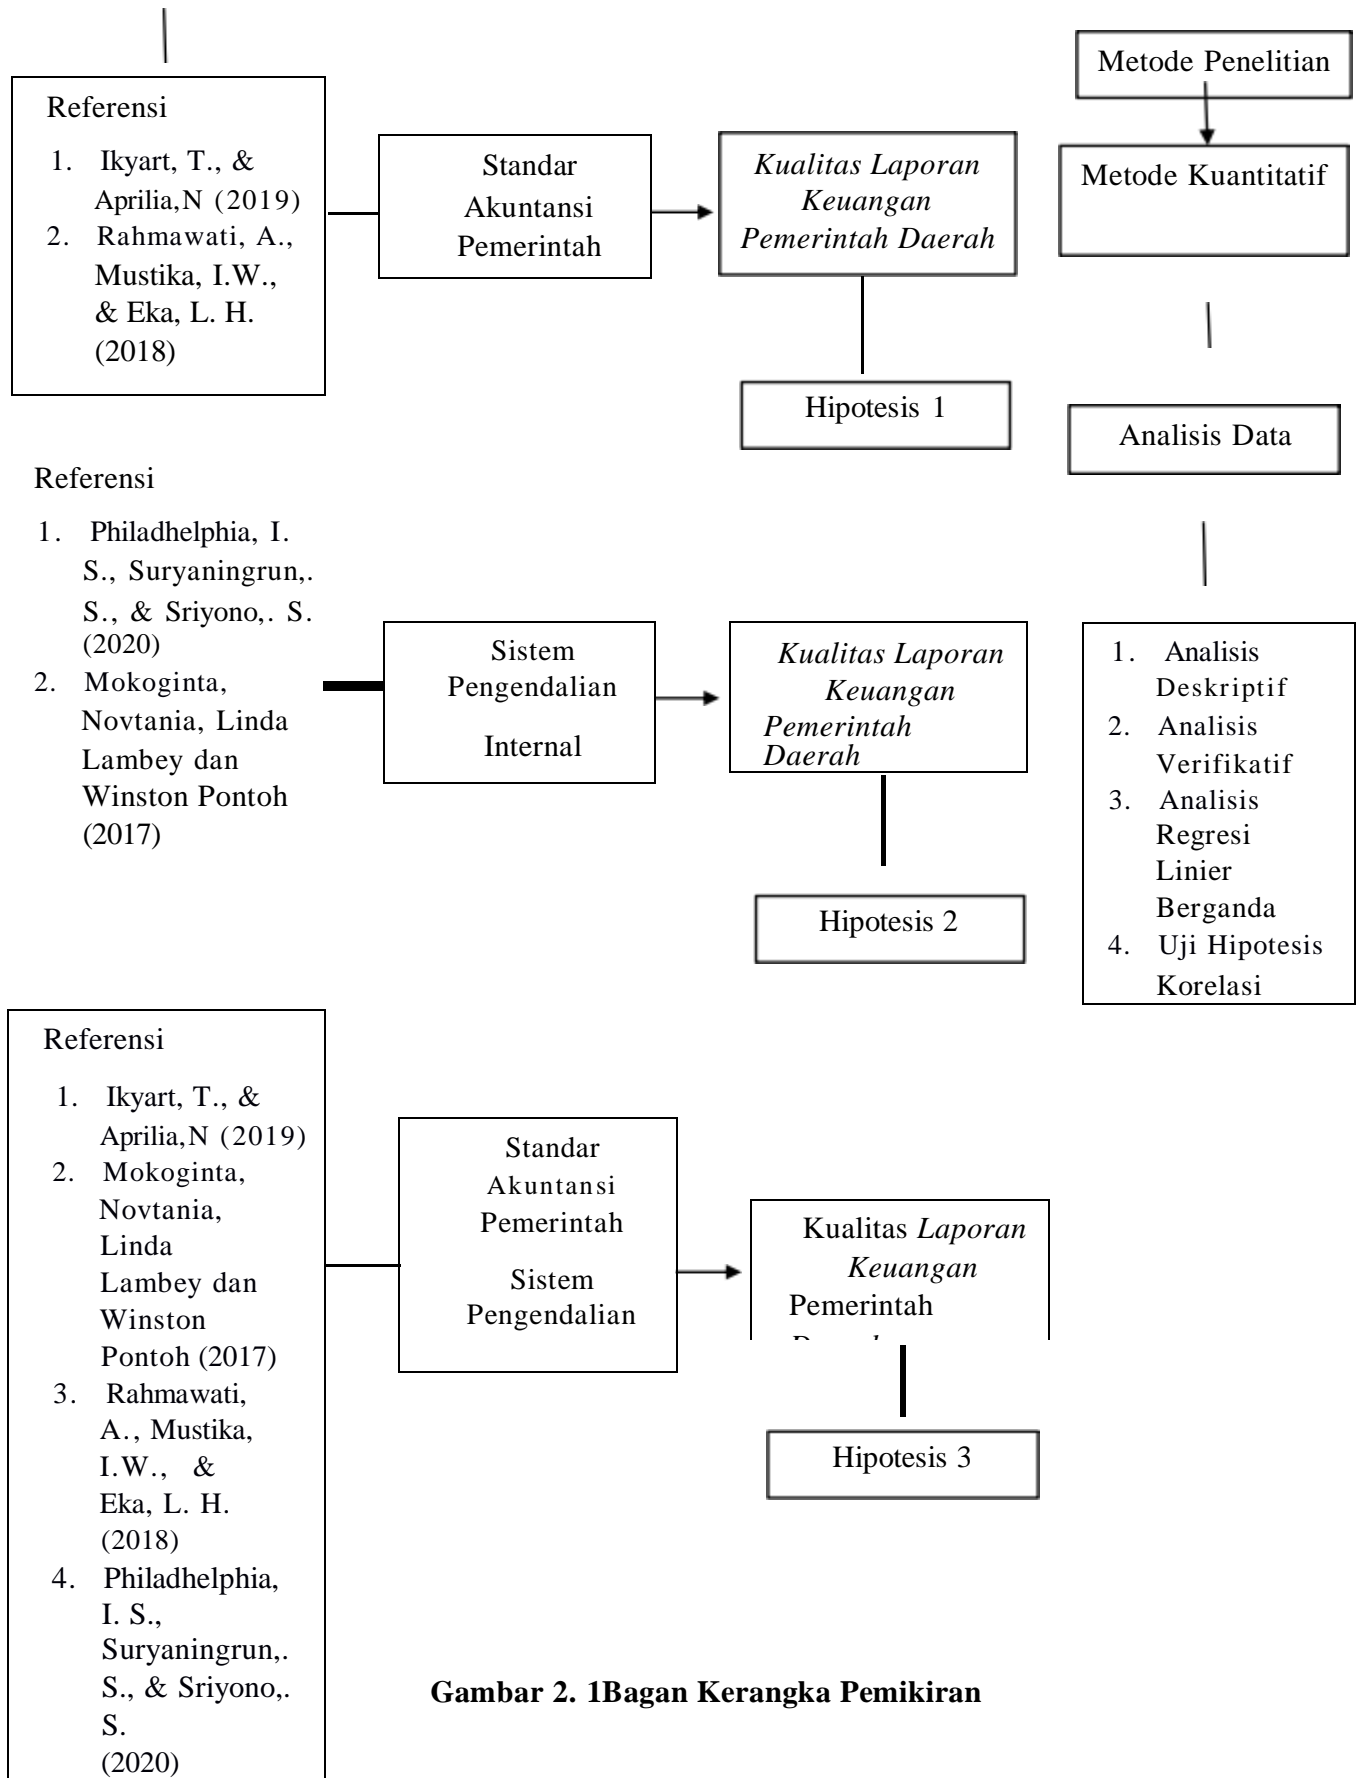 Referensi
1. Ikyart, T., &
Aprilia,N (2019)
2. Rahmawati, A.,
Mustika, I.W.,
& Eka, L. H.
(2018)
Standar
Akuntansi
Pemerintah
Kualitas Laporan
Keuangan
Pemerintah Daerah
Hipotesis 1
Metode Penelitian
Metode Kuantitatif
Analisis Data
1. Analisis
Deskriptif
2. Analisis
Verifikatif
3. Analisis
Regresi
Linier
Berganda
4. Uji Hipotesis
Korelasi
Referensi
1. Philadhelphia, I.
S., Suryaningrun,.
S., & Sriyono,. S.
(2020)
2. Mokoginta,
Novtania, Linda
Lambey dan
Winston Pontoh
(2017)
Sistem
Pengendalian
Internal
Kualitas Laporan
Keuangan
Pemerintah
Daerah
Hipotesis 2
Referensi
1. Ikyart, T., &
Aprilia,N (2019)
2. Mokoginta,
Novtania,
Linda
Lambey dan
Winston
Pontoh (2017)
3. Rahmawati,
A., Mustika,
I.W., &
Eka, L. H.
(2018)
4. Philadhelphia,
I. S.,
Suryaningrun,.
S., & Sriyono,.
S.
(2020)
Standar
Akuntansi
Pemerintah
Sistem
Pengendalian
Kualitas Laporan
Keuangan
Pemerintah
Hipotesis 3
Gambar 2. 1Bagan Kerangka Pemikiran